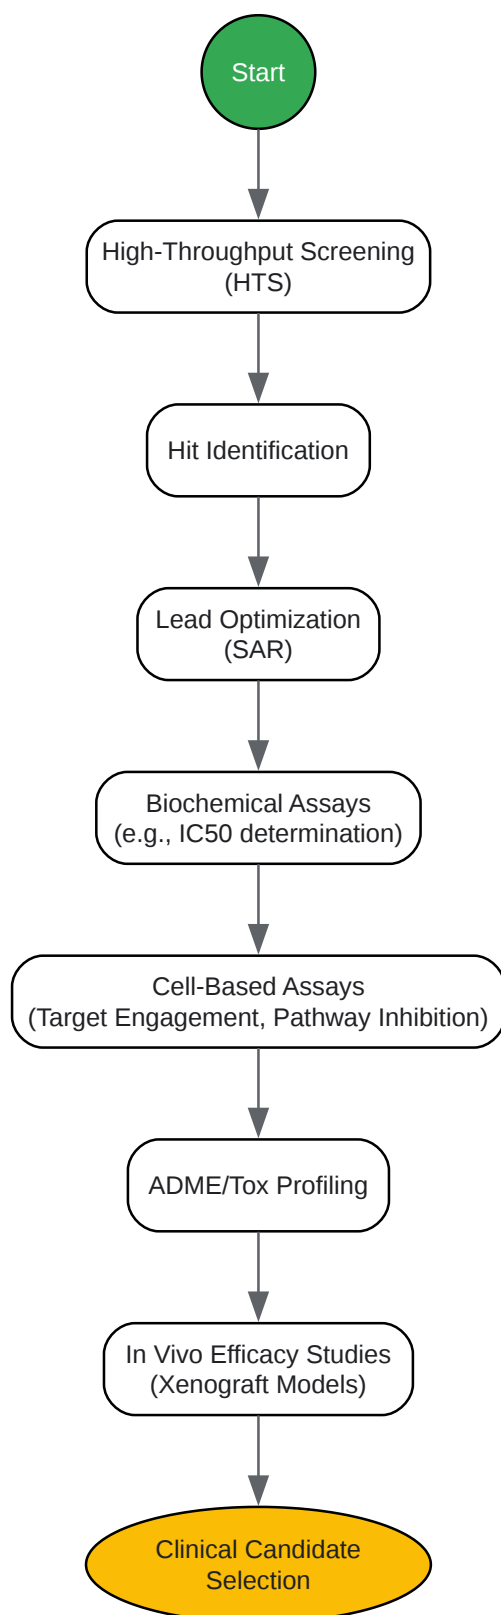 Start
High-Throughput Screening
(HTS)
Hit Identification
Lead Optimization
(SAR)
Biochemical Assays
(e.g., IC50 determination)
Cell-Based Assays
(Target Engagement, Pathway Inhibition)
ADME/Tox Profiling
In Vivo Efficacy Studies
(Xenograft Models)
Clinical Candidate
Selection